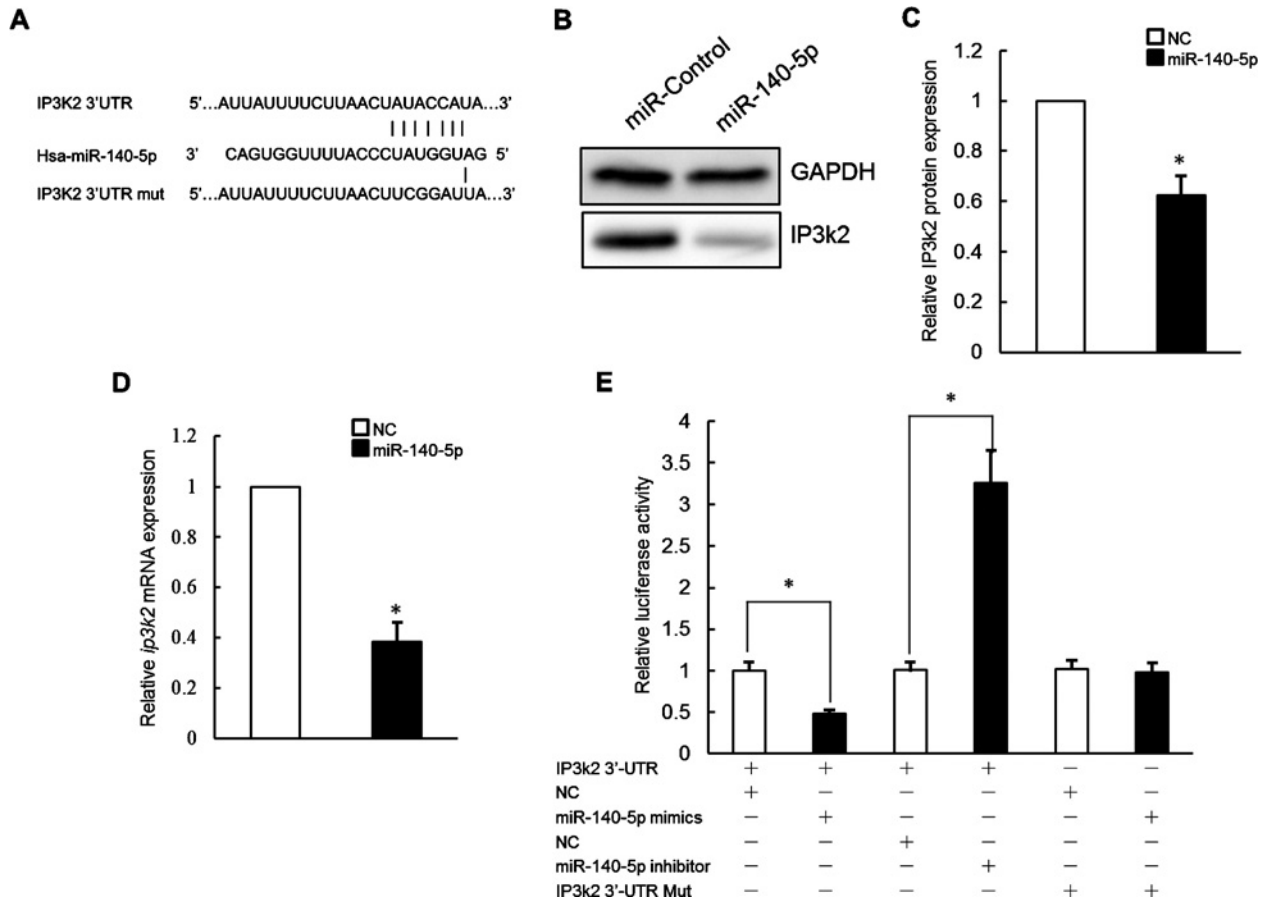 A
IP3K2 3'UTR 5'...AUUAUUUUCUUAACUAUACCAUA...3'
Hsa-miR-140-5p 3' CAGUGGUUUUACCCUAUGGUAG 5'
IP3K2 3'UTR mut 5'...AUUAUUUUCUUAACUUCGGAUUA...3'
B
miR-Control
miR-140-5p
GAPDH
IP3k2
C
NC
miR-140-5p
Relative IP3k2 protein expression
1.2
1
0.8
0.6
0.4
0.2
0
*
D
NC
miR-140-5p
Relative ip3k2 mRNA expression
1.2
1
0.8
0.6
0.4
0.2
0
*
E
Relative luciferase activity
4
3.5
3
2.5
2
1.5
1
0.5
0
*
*
IP3k2 3'-UTR + + + + − −
NC + − − − + −
miR-140-5p mimics − + − − − +
NC − − + − − −
miR-140-5p inhibitor − − − + − −
IP3k2 3'-UTR Mut − − − − + +